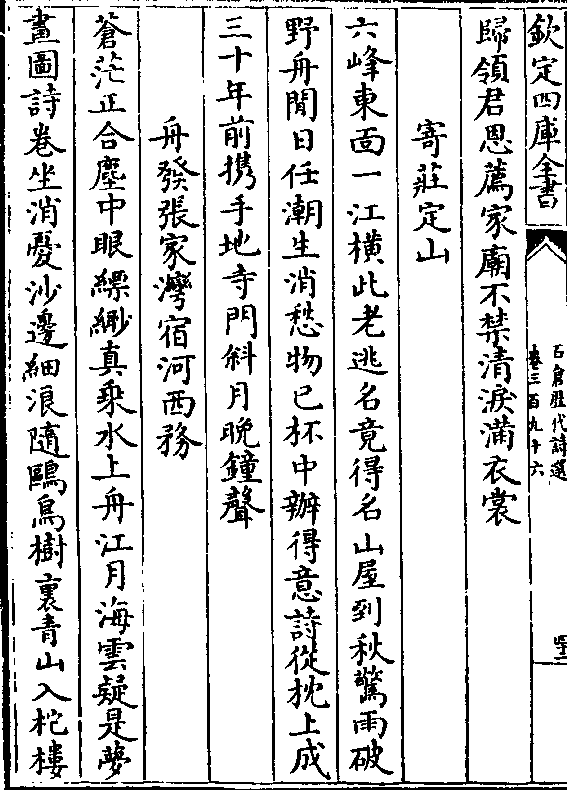 欽定四庫全書
石倉歷代詩選
卷三百九十六
歸領君恩薦家廟不禁清淚滿衣裳
寄莊定山
六峰東面一江橫此老逃名竟得名山屋到秋驚雨破
野舟閒日任潮生消愁物已杯中辦得意詩從枕上成
三十年前攜手地寺門斜月晚鐘聲
舟發張家灣宿河西務
蒼茫正合塵中眼縹緲真乘水上舟江月海雲疑是夢
畫圖詩卷坐消憂沙邊細浪隨鷗鳥樹裏青山入柁樓